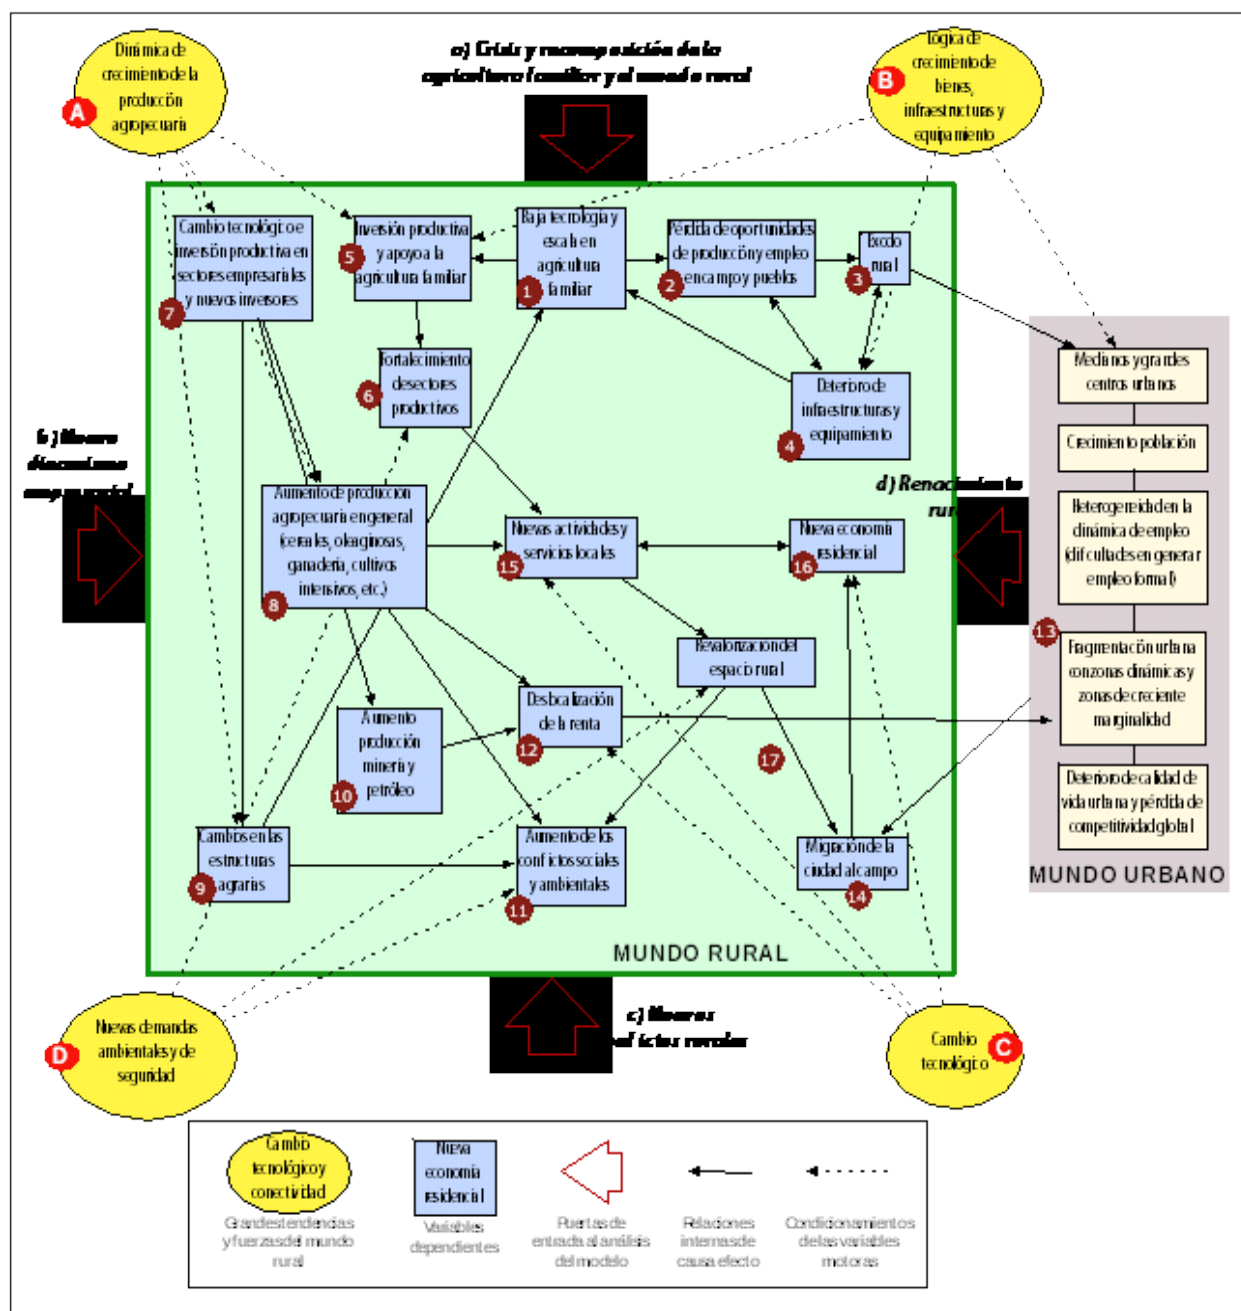 Dinámica de
crecimiento de la
producción
agropecuaria
A
a) Crisis y recomposición de la
agricultura familiar y el mundo rural
Lógica de
crecimiento de
bienes,
infraestructuras y
equipamiento
B
Cambio tecnológico e
inversión productiva en
sectores empresariales
y nuevos inversores
7
Inversión productiva
y apoyo a la
agricultura familiar
5
Baja tecnología y
escala en
agricultura
familiar
1
Pérdida de oportunidades
de producción y empleo
en campo y pueblos
2
Éxodo
rural
3
Fortalecimiento
de sectores
productivos
6
Deterioro de
infraestructuras y
equipamiento
4
Medianos y grandes
centros urbanos
Crecimiento población
Heterogeneidad en la
dinámica de empleo
(dificultades en generar
empleo formal)
13
Fragmentación urbana
con zonas dinámicas y
zonas de creciente
marginalidad
Deterioro de calidad de
vida urbana y pérdida de
competitividad global
MUNDO URBANO
b) Nuevo
dinamismo
empresarial
d) Renacimiento
Aumento de producción
agropecuaria en general
(cereales, oleaginosas,
ganadería, cultivos
intensivos, etc.)
8
Nuevas actividades y
servicios locales
15
Nueva economía
residencial
16
Revalorización del
espacio rural
17
Deslocalización
de la renta
12
Aumento
producción
minería y
petróleo
10
Cambios en las
estructuras
agrarias
9
Aumento de los
conflictos sociales
y ambientales
11
Migración de la
ciudad al campo
14
MUNDO RURAL
Nuevas demandas
ambientales y de
seguridad
D
c) Nuevos
rurales
Cambio
tecnológico
C
Cambio
tecnológico y
conectividad
Grandes tendencias
y fuerzas del mundo
rural
Nueva
economía
residencial
Variables
dependientes
Puertas de
entrada al análisis
del modelo
Relaciones
internas de
causa efecto
Condicionamientos
de las variables
motoras